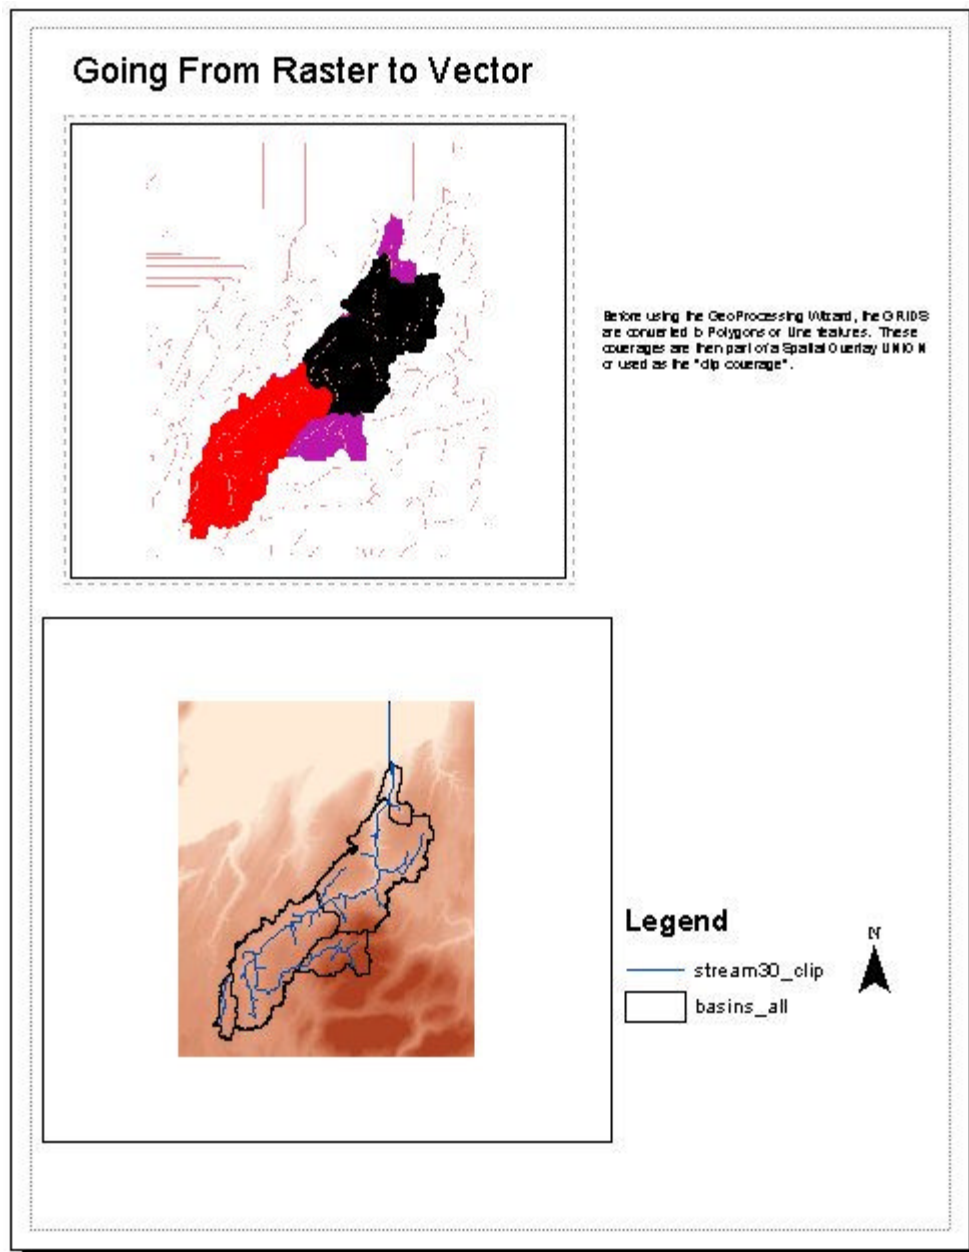 Going From Raster to Vector
Before using the GeoProcessing Wizard, the GRIDS
are converted to Polygons or Line features. These
coverages are then part of a Spatial Overlay UNION
or used as the "clip coverage".
Legend
N
stream30_clip
basins_all